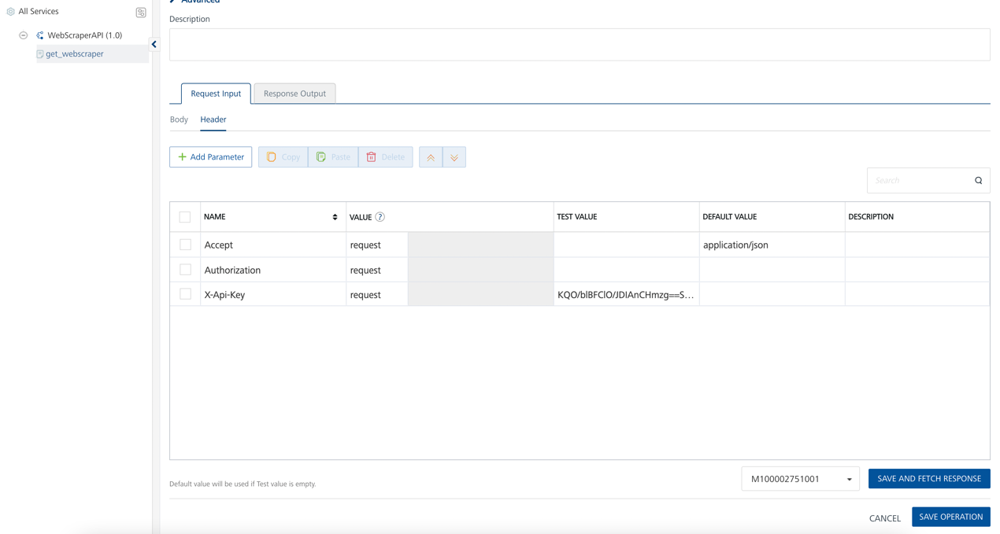 All Services
WebScraperAPI (1.0)
get_webscraper
Advanced
Description
Request Input Response Output
Body Header
Add Parameter Copy Paste Delete
Search
NAME VALUE ? TEST VALUE DEFAULT VALUE DESCRIPTION
Accept request application/json
Authorization request
X-Api-Key request KQO/blBFClO/JDIAnCHmzg==S...
Default value will be used if Test value is empty.
M100002751001 SAVE AND FETCH RESPONSE
CANCEL SAVE OPERATION